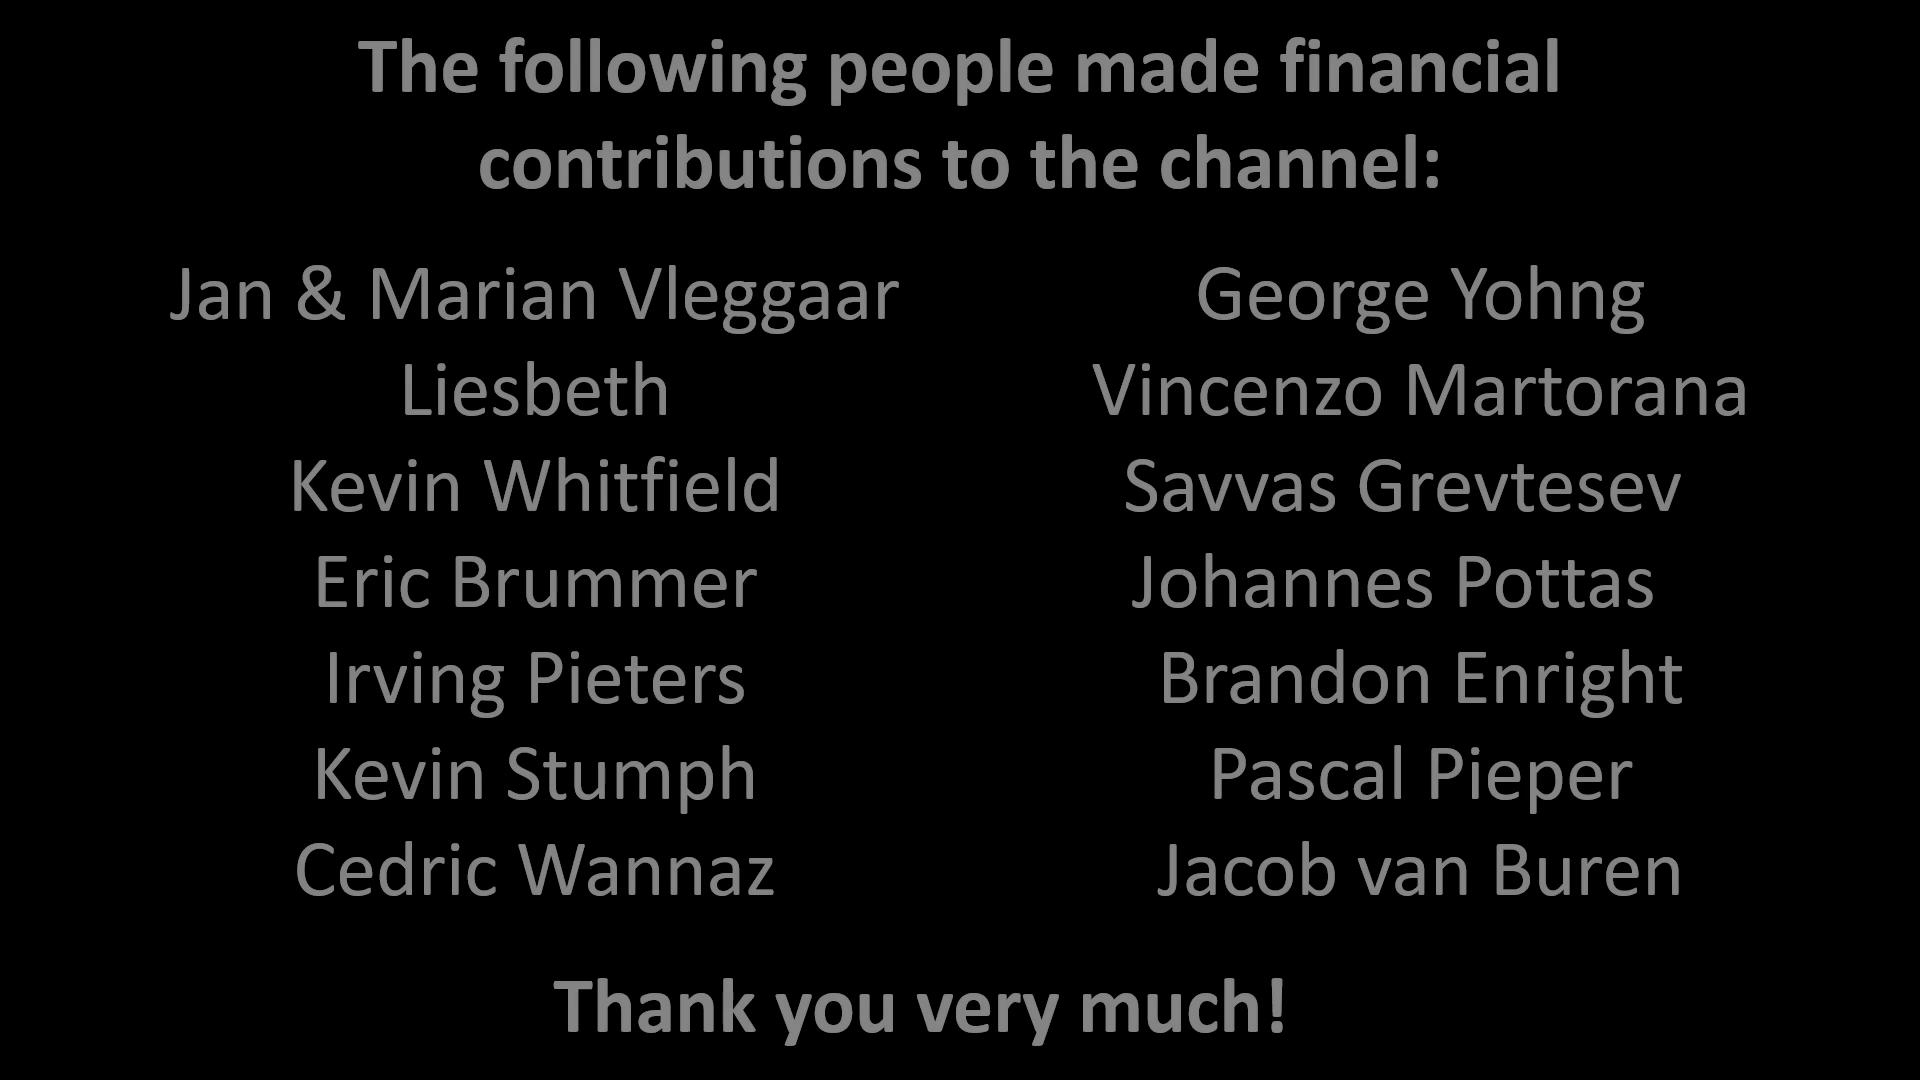 The following people made financial
contributions to the channel:
Jan & Marian Vleggaar
Liesbeth
Kevin Whitfield
Eric Brummer
Irving Pieters
Kevin Stumph
Cedric Wannaz
George Yohng
Vincenzo Martorana
Savvas Grevtesev
Johannes Pottas
Brandon Enright
Pascal Pieper
Jacob van Buren
Thank you very much!